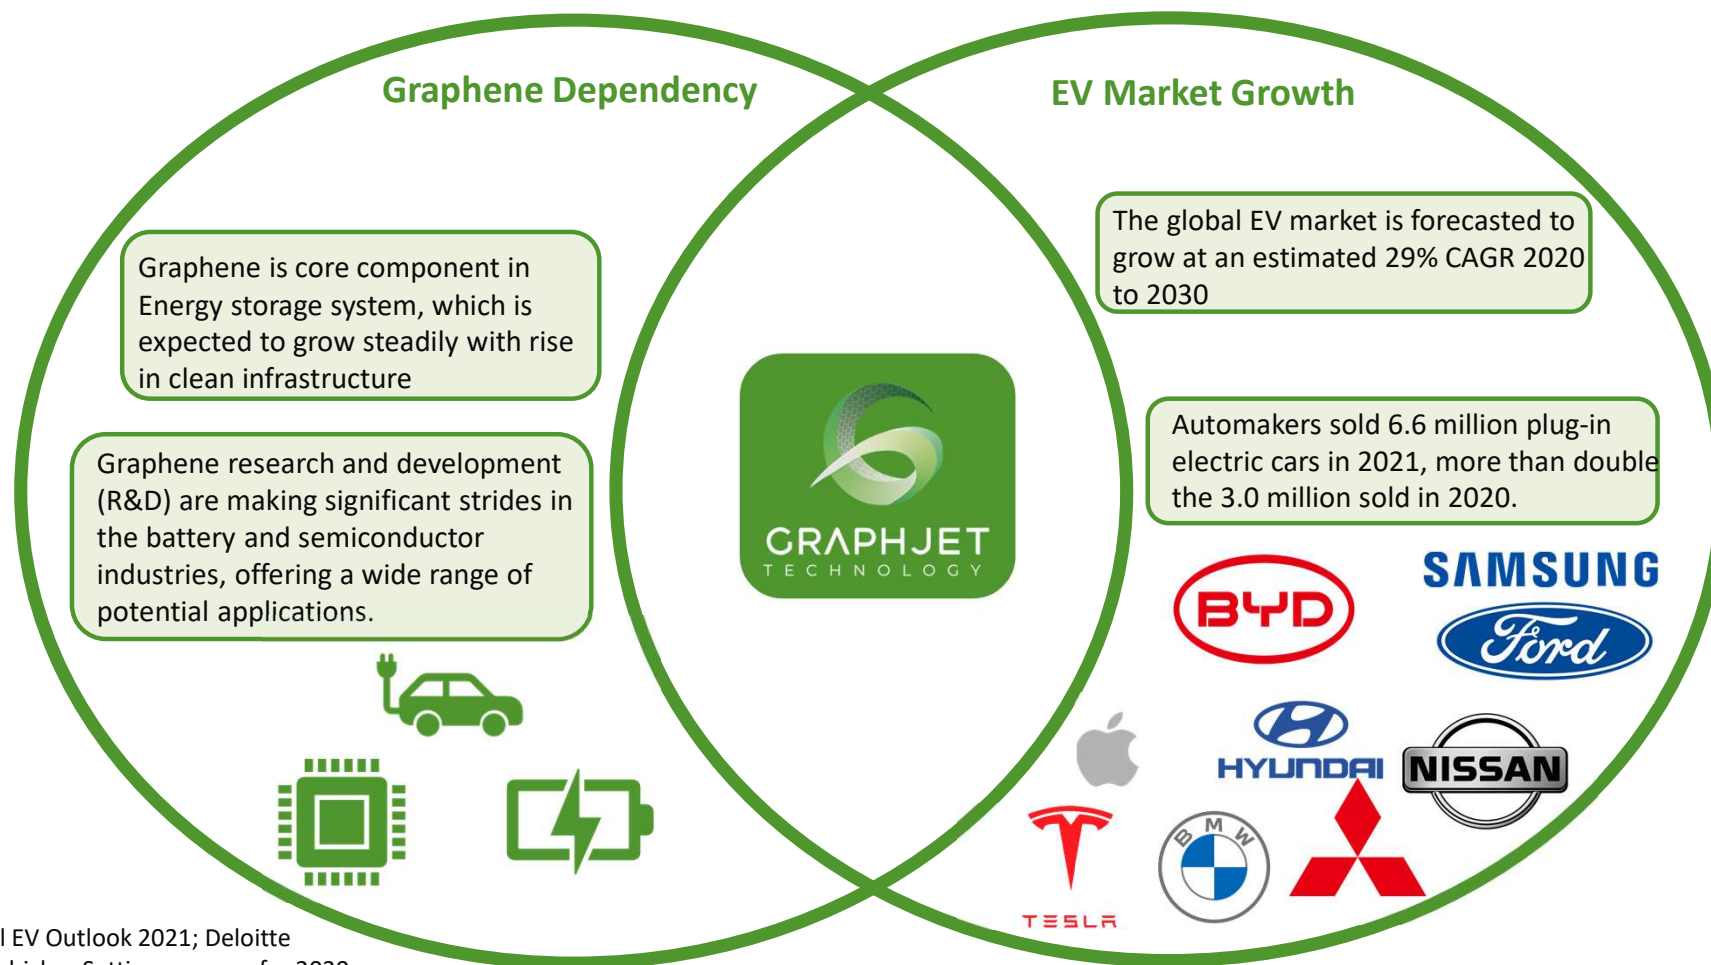 Graphene Dependency
EV Market Growth
Graphene is core component in
Energy storage system, which is
expected to grow steadily with rise
in clean infrastructure
Graphene research and development
(R&D) are making significant strides in
the battery and semiconductor
industries, offering a wide range of
potential applications.
GRAPHJET
TECHNOLOGY
The global EV market is forecasted to
grow at an estimated 29% CAGR 2020
to 2030
Automakers sold 6.6 million plug-in
electric cars in 2021, more than double
the 3.0 million sold in 2020.
BYD
SAMSUNG
Ford
HYUNDAI
NISSAN
TESLA
BMW
EV Outlook 2021; Deloitte